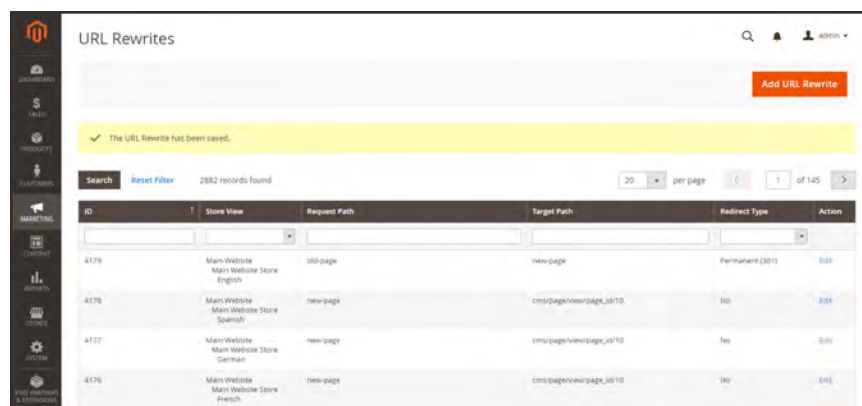 URL Rewrites
admin
DASHBOARD
SALES
PRODUCTS
CUSTOMERS
MARKETING
CONTENT
REPORTS
STORES
SYSTEM
FIND PARTNERS
& EXTENSIONS
Add URL Rewrite
The URL Rewrite has been saved.
Search Reset Filter 2882 records found 20 per page 1 of 145
ID Store View Request Path Target Path Redirect Type Action
4179 Main Website old-page new-page Permanent (301) Edit
Main Website Store
English
4178 Main Website new-page cms/page/view/page_id/10 No Edit
Main Website Store
Spanish
4177 Main Website new-page cms/page/view/page_id/10 No Edit
Main Website Store
German
4176 Main Website new-page cms/page/view/page_id/10 No Edit
Main Website Store
French